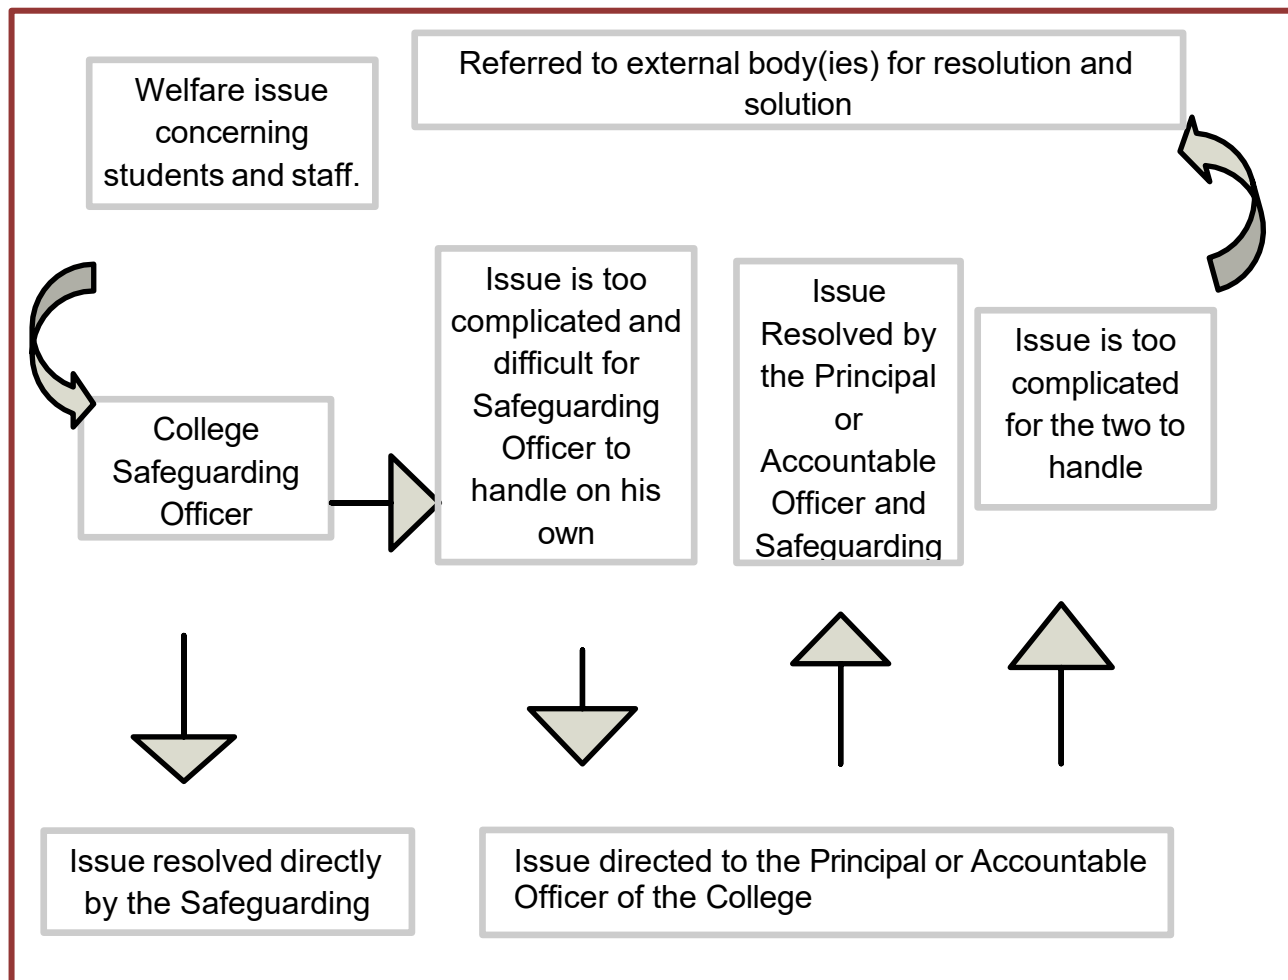 Welfare issue
concerning
students and staff.
Referred to external body(ies) for resolution and
solution
College
Safeguarding
Officer
Issue is too
complicated and
difficult for
Safeguarding
Officer to
handle on his
own
Issue
Resolved by
the Principal
or
Accountable
Officer and
Safeguarding
Issue is too
complicated
for the two to
handle
Issue resolved directly
by the Safeguarding
Issue directed to the Principal or Accountable
Officer of the College